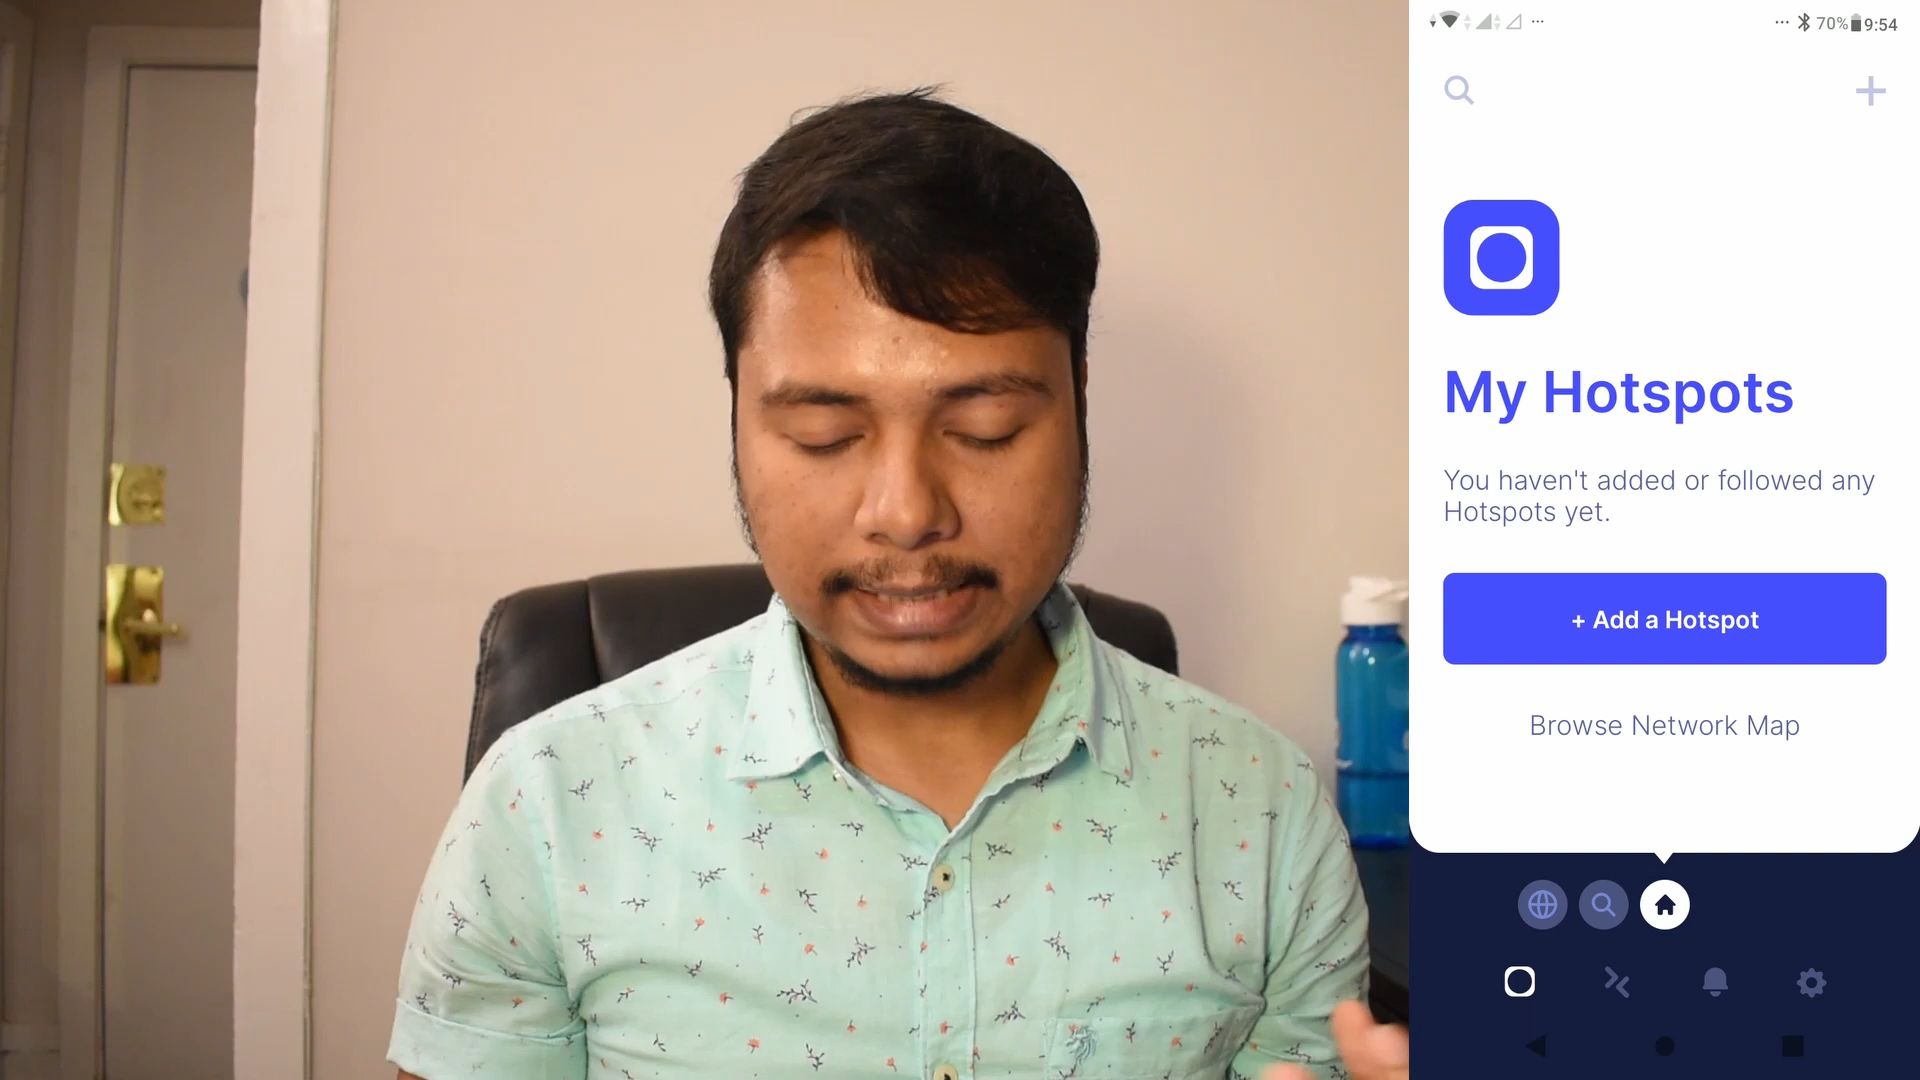 70% 9:54
My Hotspots
You haven't added or followed any
Hotspots yet.
+ Add a Hotspot
Browse Network Map